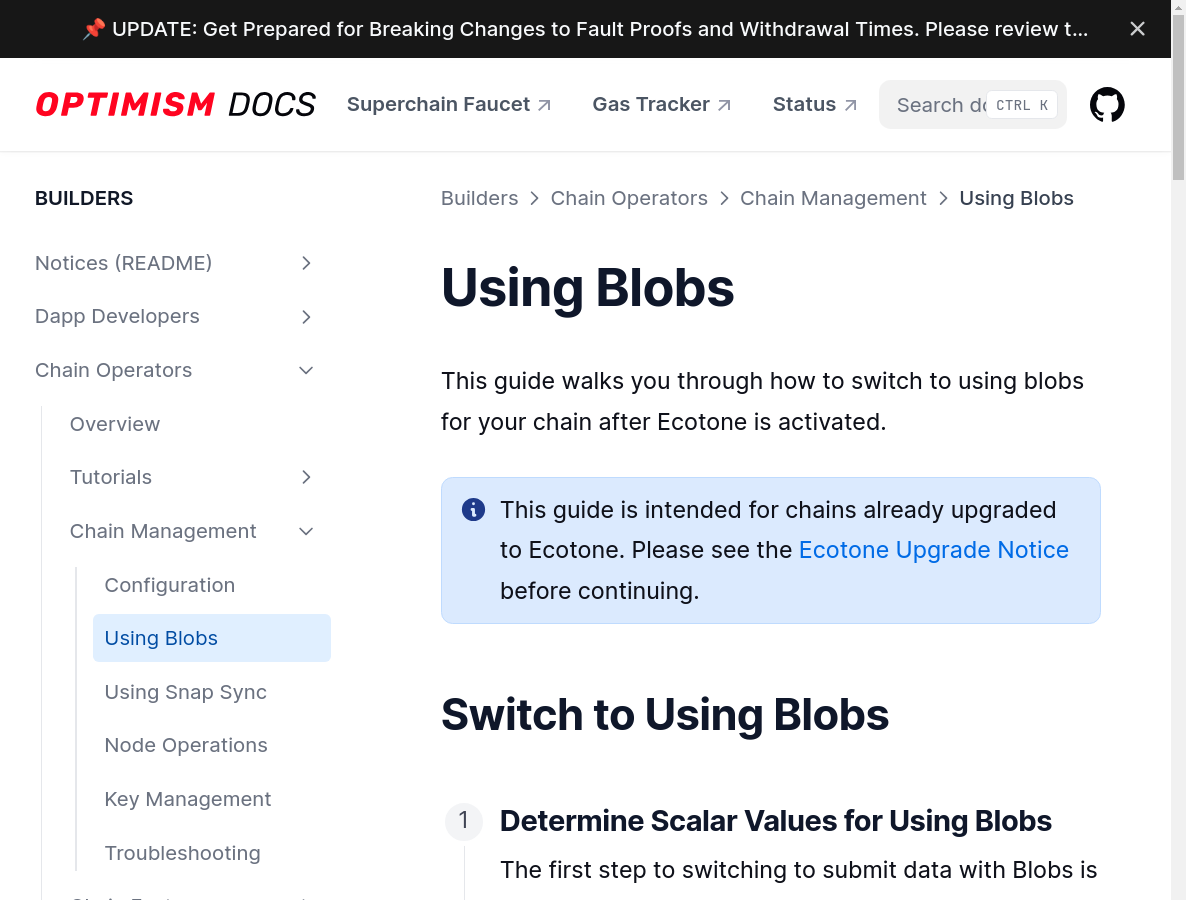 📌 UPDATE: Get Prepared for Breaking Changes to Fault Proofs and Withdrawal Times. Please review t...
OPTIMISM DOCS
Superchain Faucet
Gas Tracker
Status
Search do
CTRL K
BUILDERS
Notices (README)
Dapp Developers
Chain Operators
Overview
Tutorials
Chain Management
Configuration
Using Blobs
Using Snap Sync
Node Operations
Key Management
Troubleshooting
Builders > Chain Operators > Chain Management > Using Blobs
Using Blobs
This guide walks you through how to switch to using blobs
for your chain after Ecotone is activated.
This guide is intended for chains already upgraded
to Ecotone. Please see the Ecotone Upgrade Notice
before continuing.
Switch to Using Blobs
1
Determine Scalar Values for Using Blobs
The first step to switching to submit data with Blobs is